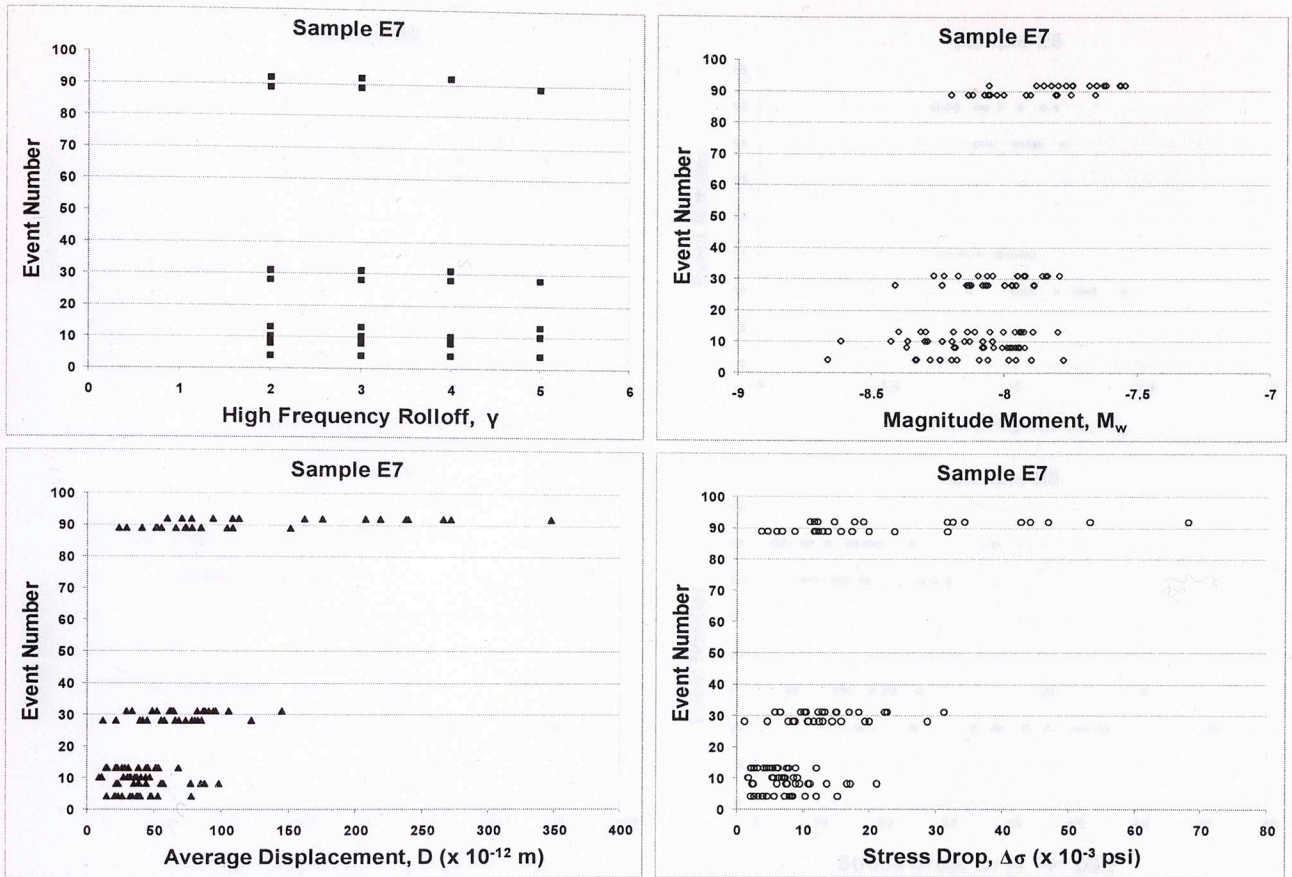 Sample E7
100
90
80
70
60
50
40
30
20
10
0
Event Number
0 1 2 3 4 5 6
High Frequency Rolloff, γ
Sample E7
100
90
80
70
60
50
40
30
20
10
0
Event Number
-9 -8.5 -8 -7.5 -7
Magnitude Moment, Mw
Sample E7
100
90
80
70
60
50
40
30
20
10
0
Event Number
0 50 100 150 200 250 300 350 400
Average Displacement, D (x 10⁻¹² m)
Sample E7
100
90
80
70
60
50
40
30
20
10
0
Event Number
0 10 20 30 40 50 60 70 80
Stress Drop, Δσ (x 10⁻³ psi)